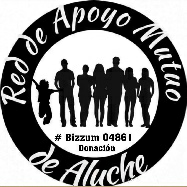 Red de Apoyo Mutuo
# Bizzum 04861
Donación
de Aluche